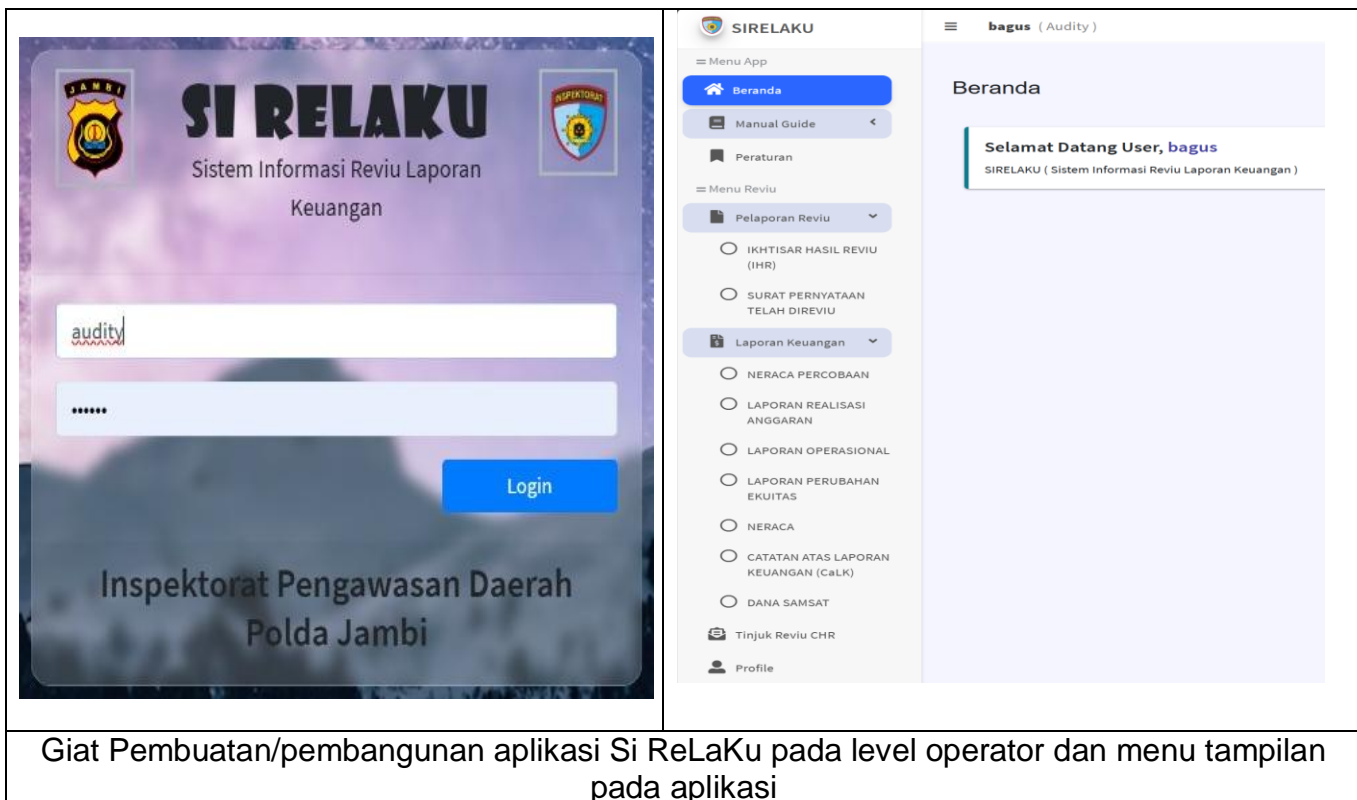 JAMBI
SI RELAKU
INSPEKTORAT
Sistem Informasi Reviu Laporan
Keuangan
audity
••••••
Login
Inspektorat Pengawasan Daerah
Polda Jambi
SIRELAKU
bagus ( Audity )
Menu App
Beranda
Manual Guide
Peraturan
Menu Reviu
Pelaporan Reviu
IKHTISAR HASIL REVIU
(IHR)
SURAT PERNYATAAN
TELAH DIREVIU
Laporan Keuangan
NERACA PERCOBAAN
LAPORAN REALISASI
ANGGARAN
LAPORAN OPERASIONAL
LAPORAN PERUBAHAN
EKUITAS
NERACA
CATATAN ATAS LAPORAN
KEUANGAN (CaLK)
DANA SAMSAT
Tinjuk Reviu CHR
Profile
Beranda
Selamat Datang User, bagus
SIRELAKU ( Sistem Informasi Reviu Laporan Keuangan )
Giat Pembuatan/pembangunan aplikasi Si ReLaKu pada level operator dan menu tampilan
pada aplikasi